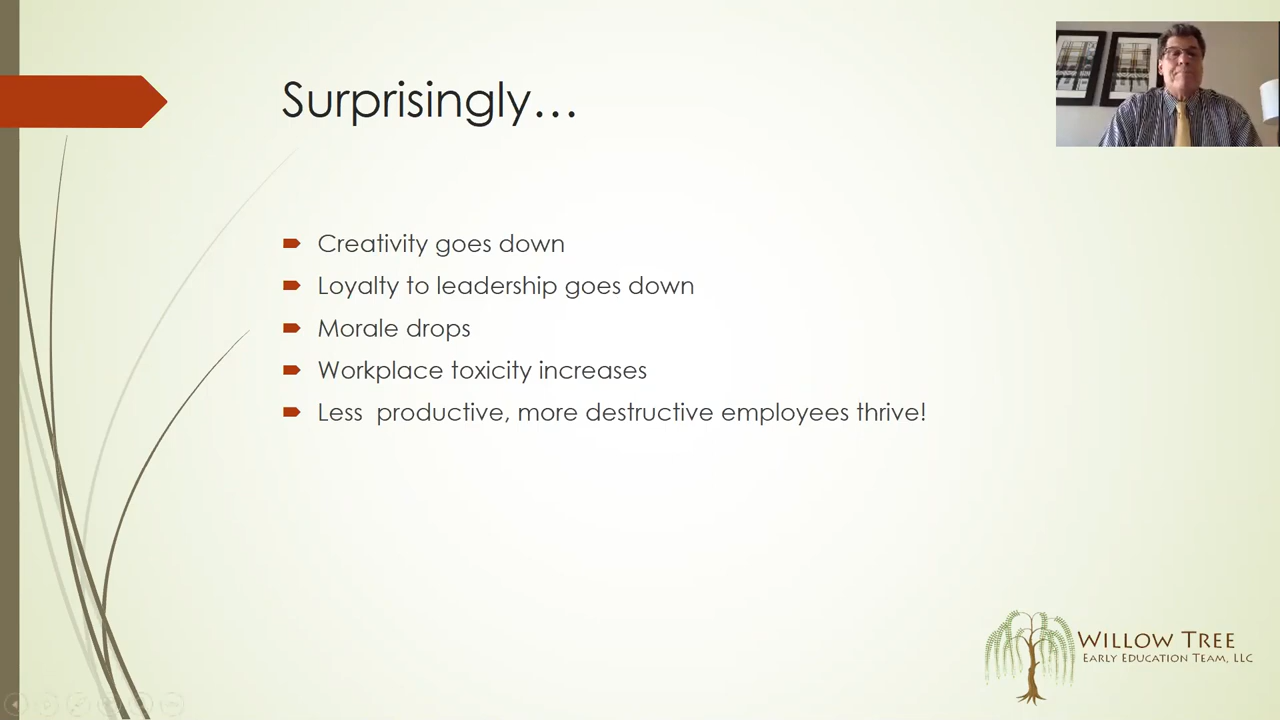 Surprisingly…
Creativity goes down
Loyalty to leadership goes down
Morale drops
Workplace toxicity increases
Less  productive, more destructive employees thrive!
Willow Tree
Early Education Team, LLC